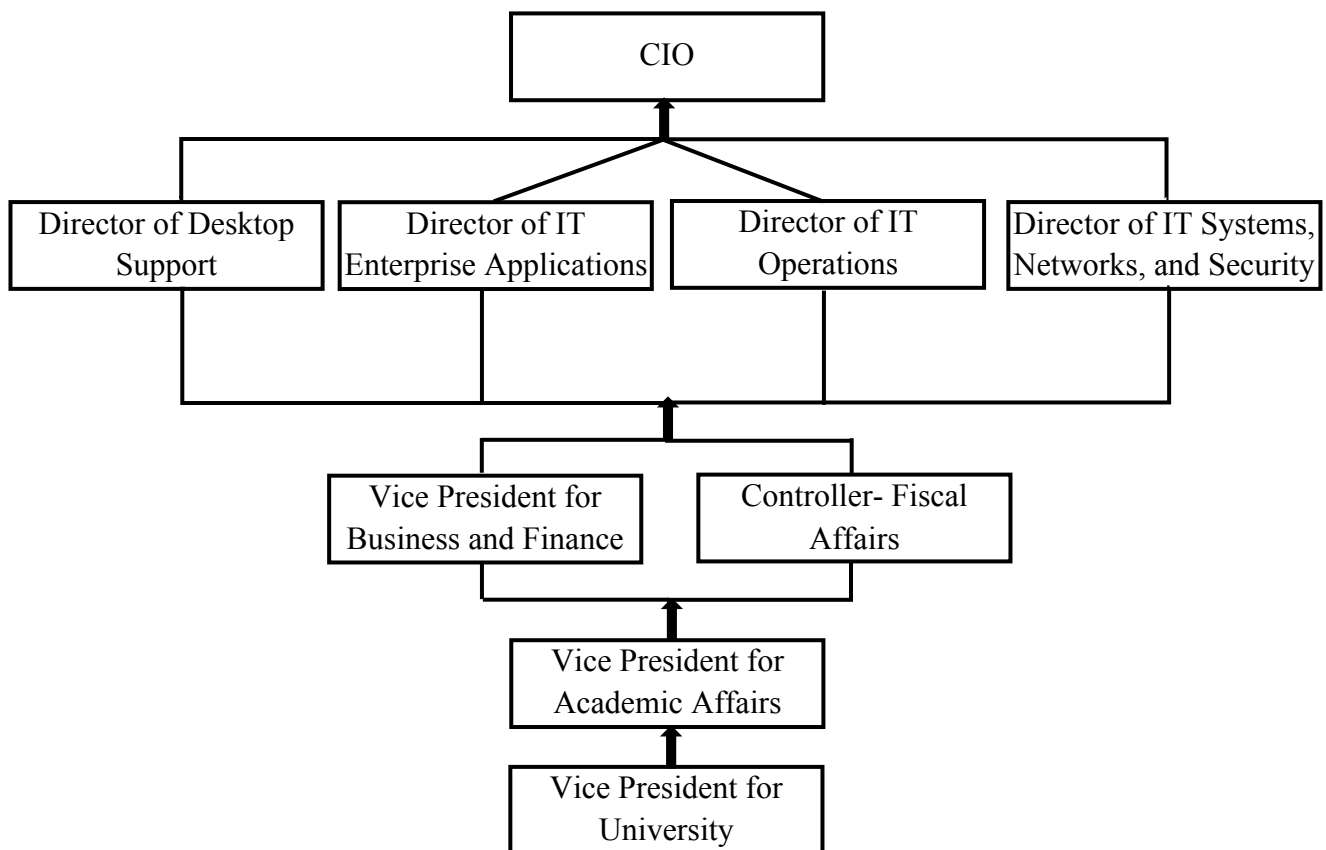 CIO
Director of Desktop
Support
Director of IT
Enterprise Applications
Director of IT
Operations
Director of IT Systems,
Networks, and Security
Vice President for
Business and Finance
Controller- Fiscal
Affairs
Vice President for
Academic Affairs
Vice President for
University